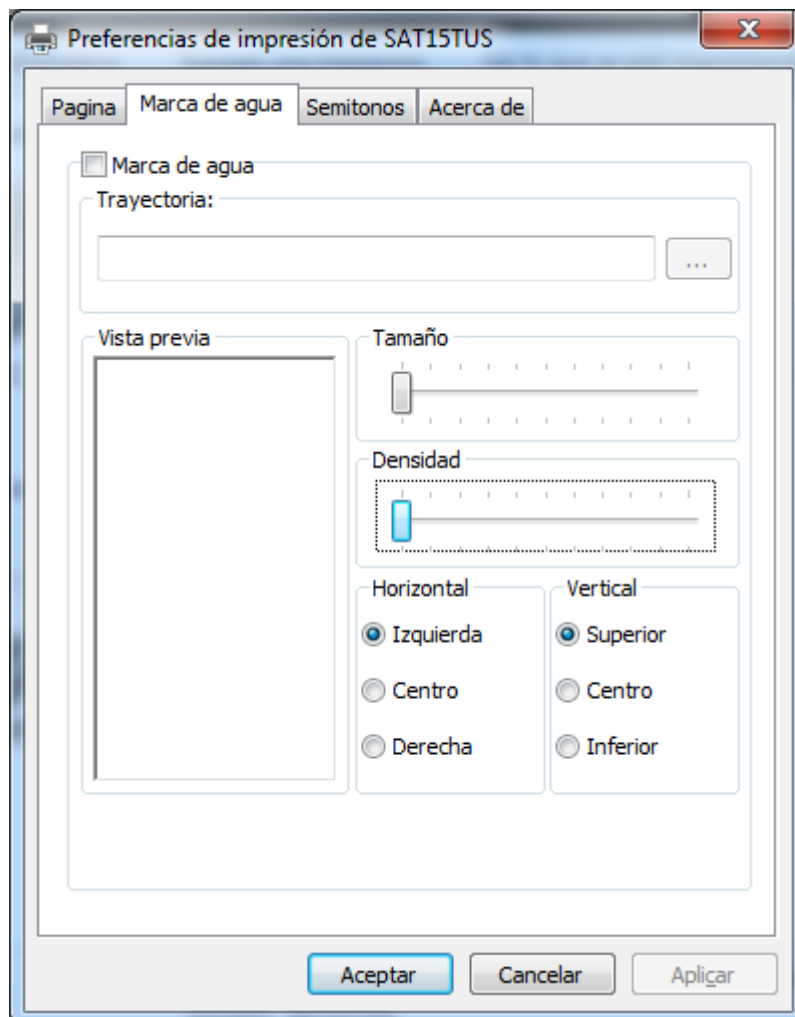 Preferencias de impresión de SAT15TUS
Pagina Marca de agua Semitonos Acerca de
Marca de agua
Trayectoria:
...
Vista previa Tamaño
Densidad
Horizontal Vertical
Izquierda Superior
Centro Centro
Derecha Inferior
Aceptar Cancelar Aplicar